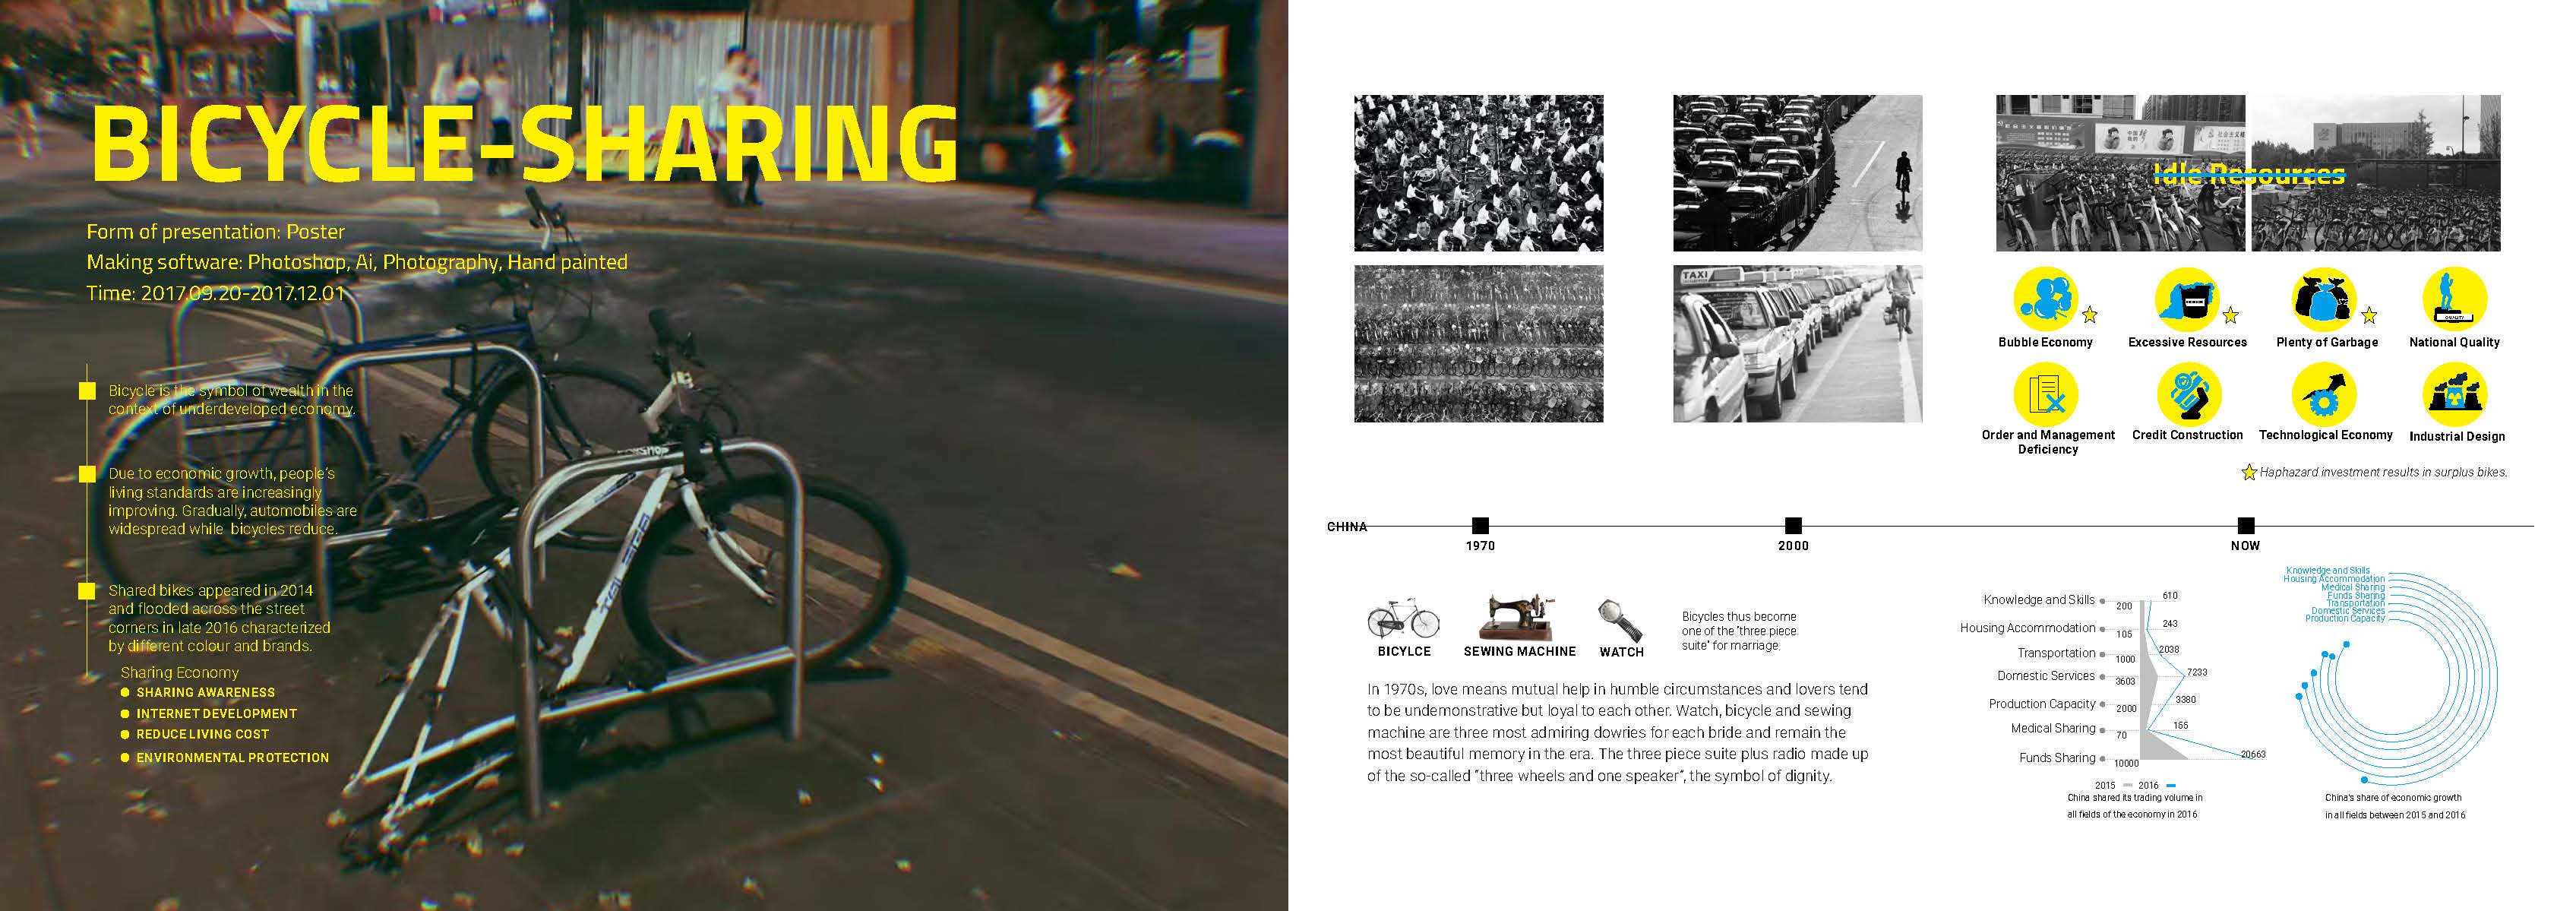 BICYCLE-SHARING
Form of presentation: Poster
Making software: Photoshop, Ai, Photography, Hand painted
Time: 2017.09.20-2017.12.01
Bicycle is the symbol of wealth in the
context of underdeveloped economy.
Due to economic growth, people's
living standards are increasingly
improving. Gradually, automobiles are
widespread while bicycles reduce.
Shared bikes appeared in 2014
and flooded across the street
corners in late 2016 characterized
by different colour and brands.
Sharing Economy
SHARING AWARENESS
INTERNET DEVELOPMENT
REDUCE LIVING COST
ENVIRONMENTAL PROTECTION
TAXI
Idle Resources
Bubble Economy
Excessive Resources
Plenty of Garbage
QUALITY
National Quality
Order and Management
Deficiency
Credit Construction
Technological Economy
Industrial Design
Haphazard investment results in surplus bikes.
CHINA
1970
2000
NOW
BICYLCE
SEWING MACHINE
WATCH
Bicycles thus become
one of the "three piece
suite" for marriage.
In 1970s, love means mutual help in humble circumstances and lovers tend
to be undemonstrative but loyal to each other. Watch, bicycle and sewing
machine are three most admiring dowries for each bride and remain the
most beautiful memory in the era. The three piece suite plus radio made up
of the so-called "three wheels and one speaker", the symbol of dignity.
Knowledge and Skills 200 610
Housing Accommodation 105 243
Transportation 1000 2038
Domestic Services 3603 7233
Production Capacity 2000 3380
Medical Sharing 70 155
Funds Sharing 10000 20663
2015 2016
China shared its trading volume in
all fields of the economy in 2016
Knowledge and Skills
Housing Accommodation
Medical Sharing
Funds Sharing
Transportation
Domestic Services
Production Capacity
China's share of economic growth
in all fields between 2015 and 2016